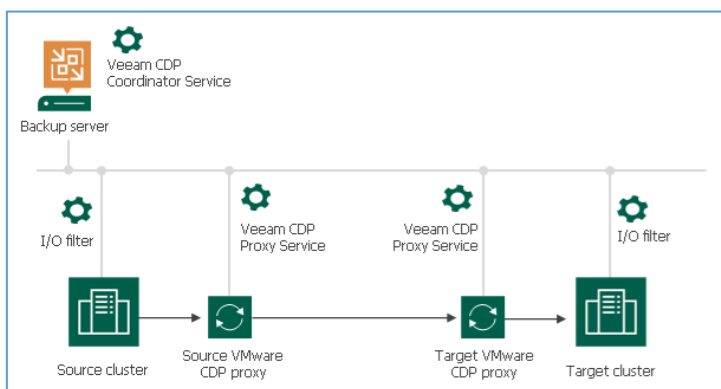 Veeam CDP
Coordinator Service
Backup server
I/O filter
Veeam CDP
Proxy Service
Veeam CDP
Proxy Service
I/O filter
Source cluster
Source VMware
CDP proxy
Target VMware
CDP proxy
Target cluster